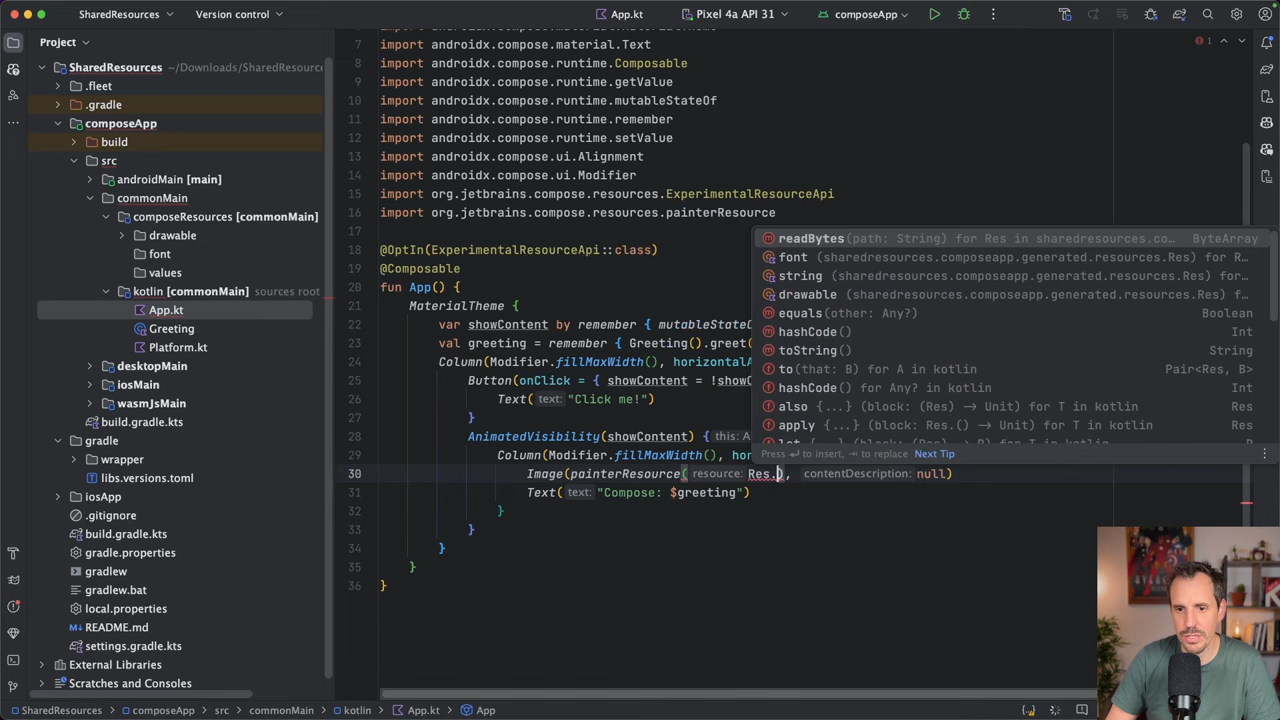 SharedResources
Version control
App.kt
Pixel 4a API 31
composeApp
Project
SharedResources ~/Downloads/SharedResourc
.fleet
.gradle
composeApp
build
src
androidMain [main]
commonMain
composeResources [commonMain]
drawable
font
values
kotlin [commonMain] sources root
App.kt
Greeting
Platform.kt
desktopMain
iosMain
wasmJsMain
build.gradle.kts
gradle
wrapper
libs.versions.toml
iosApp
.gitignore
build.gradle.kts
gradle.properties
gradlew
gradlew.bat
local.properties
README.md
settings.gradle.kts
External Libraries
Scratches and Consoles
7 import androidx.compose.material.Text
8 import androidx.compose.runtime.Composable
9 import androidx.compose.runtime.getValue
10 import androidx.compose.runtime.mutableStateOf
11 import androidx.compose.runtime.remember
12 import androidx.compose.runtime.setValue
13 import androidx.compose.ui.Alignment
14 import androidx.compose.ui.Modifier
15 import org.jetbrains.compose.resources.ExperimentalResourceApi
16 import org.jetbrains.compose.resources.painterResource
17
18 @OptIn(ExperimentalResourceApi::class)
19 @Composable
20 fun App() {
21 MaterialTheme {
22 var showContent by remember { mutableStateO
23 val greeting = remember { Greeting().greet(
24 Column(Modifier.fillMaxWidth(), horizontalA
25 Button(onClick = { showContent = !showC
26 Text( text: "Click me!")
27 }
28 AnimatedVisibility(showContent) { this: A
29 Column(Modifier.fillMaxWidth(), hor
30 Image(painterResource( resource: Res.), contentDescription: null)
31 Text( text: "Compose: $greeting")
32 }
33 }
34 }
35 }
36 }
1
readBytes(path: String) for Res in sharedresources.co... ByteArray
font (sharedresources.composeapp.generated.resources.Res) for R...
string (sharedresources.composeapp.generated.resources.Res) f...
drawable (sharedresources.composeapp.generated.resources.Res) f...
equals(other: Any?) Boolean
hashCode() Int
toString() String
to(that: B) for A in kotlin Pair<Res, B>
hashCode() for Any? in kotlin Int
also {...} (block: (Res) → Unit) for T in kotlin Res
apply {...} (block: Res.() → Unit) for T in kotlin Res
let
Press ↵ to insert, ⇥ to replace Next Tip
SharedResources > composeApp > src > commonMain > kotlin > App.kt > App